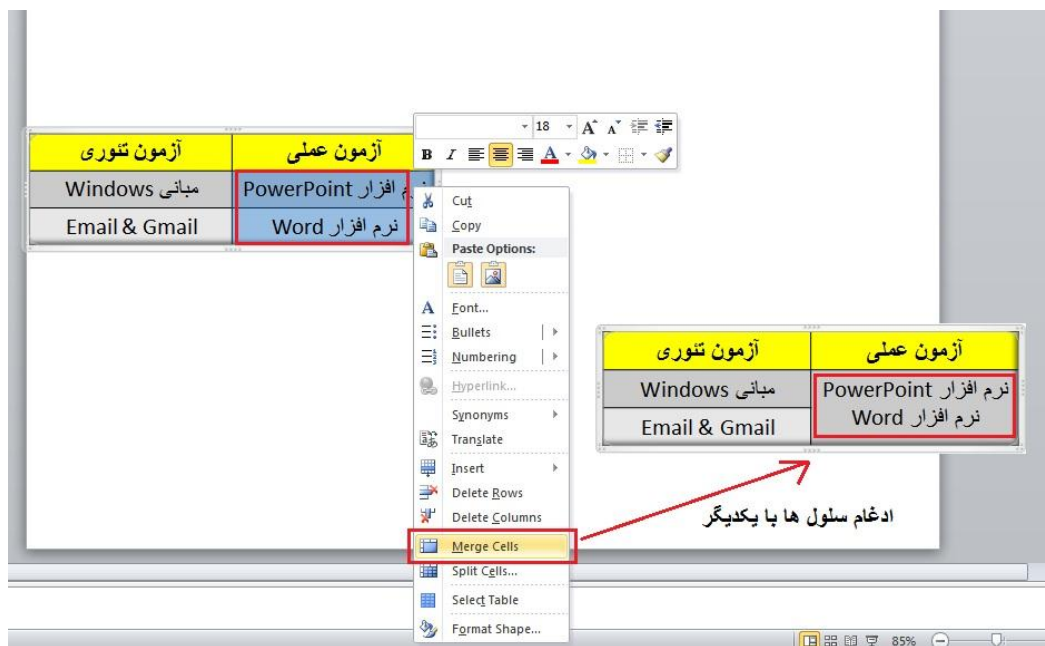 18
آزمون تئوری
آزمون عملی
مبانی Windows
نرم افزار PowerPoint
Email & Gmail
نرم افزار Word
Cut
Copy
Paste Options:
Font...
Bullets
Numbering
Hyperlink...
Synonyms
Translate
Insert
Delete Rows
Delete Columns
Merge Cells
Split Cells...
Select Table
Format Shape...
آزمون تئوری
آزمون عملی
مبانی Windows
نرم افزار PowerPoint
نرم افزار Word
Email & Gmail
ادغام سلول ها با یکدیگر
85%